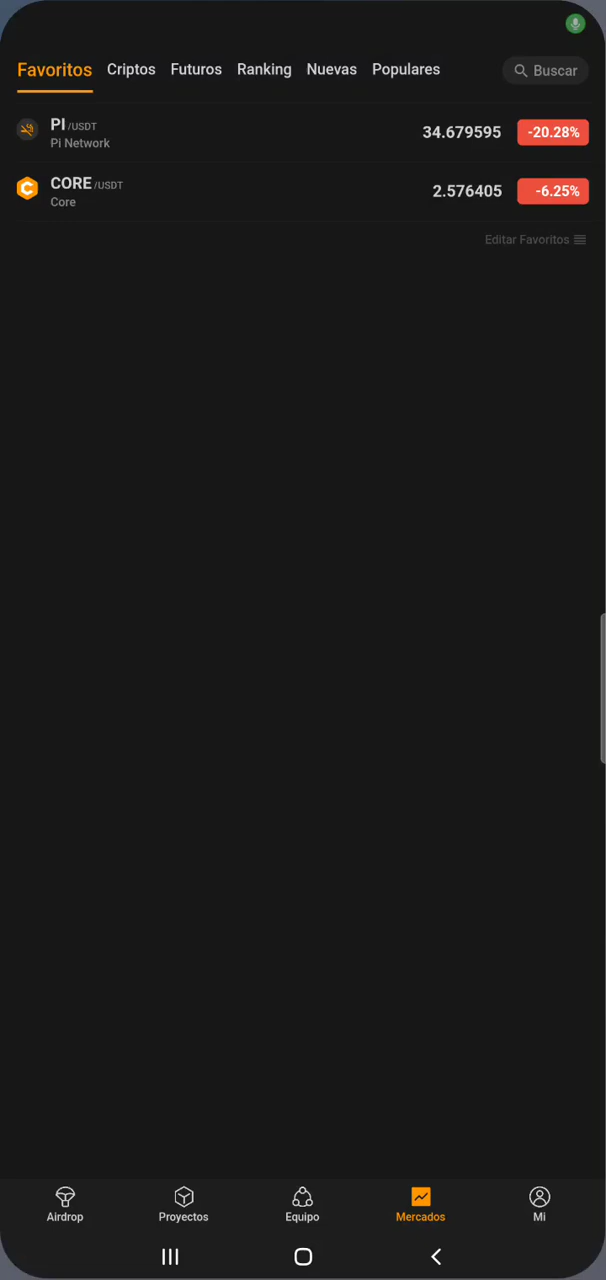 Favoritos Criptos Futuros Ranking Nuevas Populares Buscar
PI /USDT 34.679595 -20.28%
Pi Network
CORE /USDT 2.576405 -6.25%
Core
Editar Favoritos
Airdrop Proyectos Equipo Mercados Mi